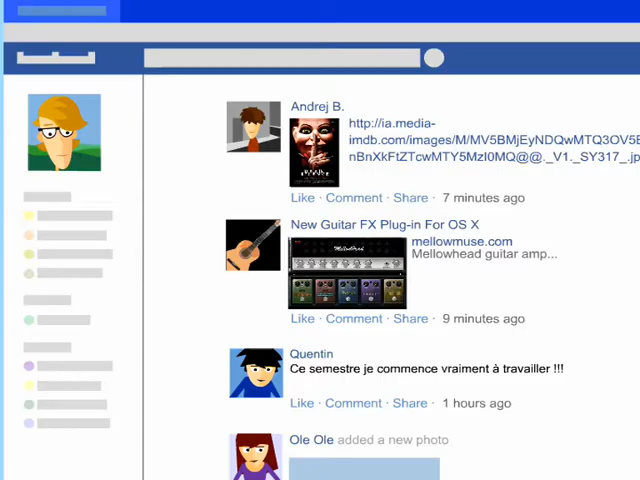 Andrej B.
http://ia.media-
imdb.com/images/M/MV5BMjEyNDQwMTQ3OV5E
nBnXkFtZTcwMTY5MzI0MQ@@._V1._SY317_.jp
Like · Comment · Share · 7 minutes ago
New Guitar FX Plug-in For OS X
mellowmuse.com
Mellowhead guitar amp...
Like · Comment · Share · 9 minutes ago
Quentin
Ce semestre je commence vraiment à travailler !!!
Like · Comment · Share · 1 hours ago
Ole Ole added a new photo